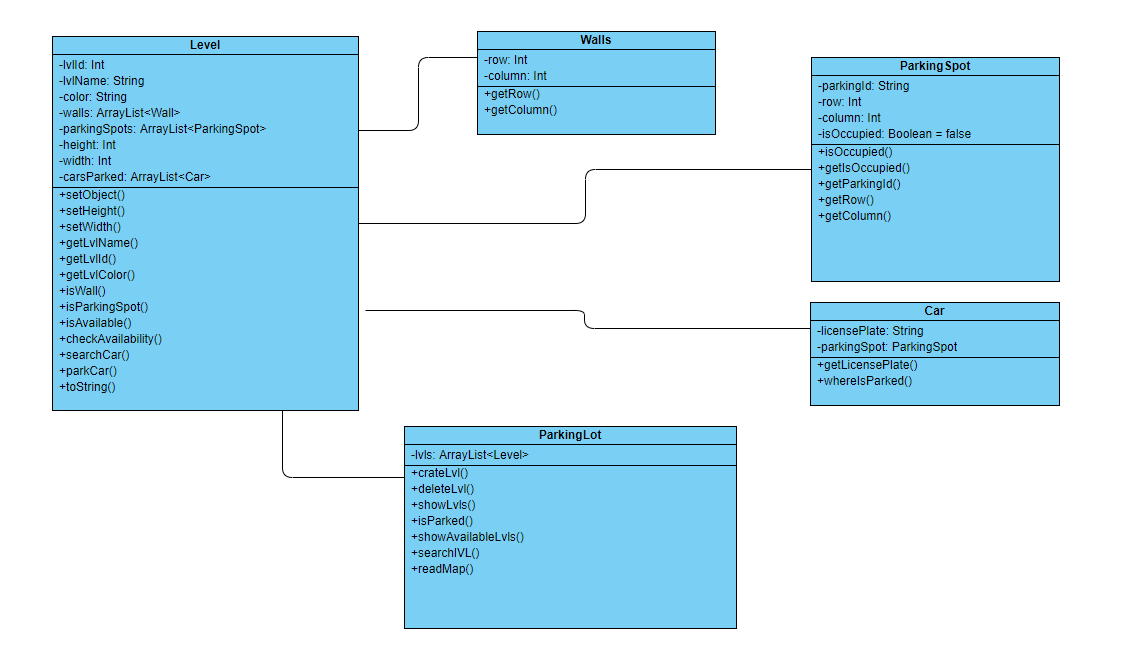 Level
-lvlId: Int
-lvlName: String
-color: String
-walls: ArrayList<Wall>
-parkingSpots: ArrayList<ParkingSpot>
-height: Int
-width: Int
-carsParked: ArrayList<Car>
+setObject()
+setHeight()
+setWidth()
+getLvlName()
+getLvlId()
+getLvlColor()
+isWall()
+isParkingSpot()
+isAvailable()
+checkAvailability()
+searchCar()
+parkCar()
+toString()
Walls
-row: Int
-column: Int
+getRow()
+getColumn()
ParkingSpot
-parkingId: String
-row: Int
-column: Int
-isOccupied: Boolean = false
+isOccupied()
+getIsOccupied()
+getParkingId()
+getRow()
+getColumn()
Car
-licensePlate: String
-parkingSpot: ParkingSpot
+getLicensePlate()
+whereIsParked()
ParkingLot
-lvls: ArrayList<Level>
+crateLvl()
+deleteLvl()
+showLvls()
+isParked()
+showAvailableLvls()
+searchIVL()
+readMap()